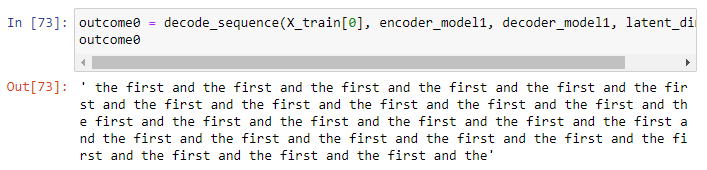 In [73]: outcome0 = decode_sequence(X_train[0], encoder_model1, decoder_model1, latent_di
outcome0
Out[73]: ' the first and the first and the first and the first and the first and the fir
st and the first and the first and the first and the first and the first and th
e first and the first and the first and the first and the first and the first a
nd the first and the first and the first and the first and the first and the fi
rst and the first and the first and the first and the'